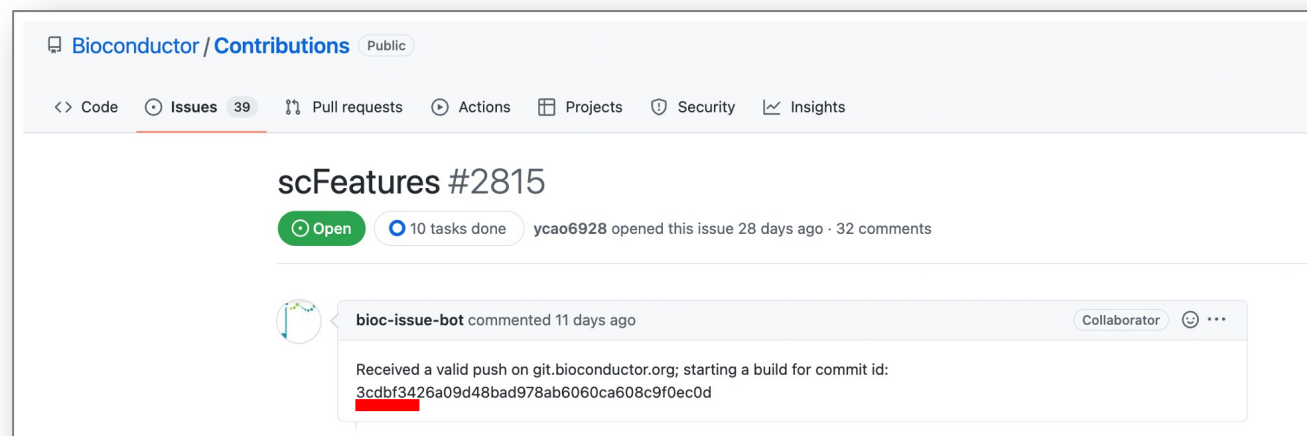 Bioconductor / Contributions Public
Code Issues 39 Pull requests Actions Projects Security Insights
scFeatures #2815
Open 10 tasks done ycao6928 opened this issue 28 days ago · 32 comments
bioc-issue-bot commented 11 days ago Collaborator
Received a valid push on git.bioconductor.org; starting a build for commit id:
3cdbf3426a09d48bad978ab6060ca608c9f0ec0d